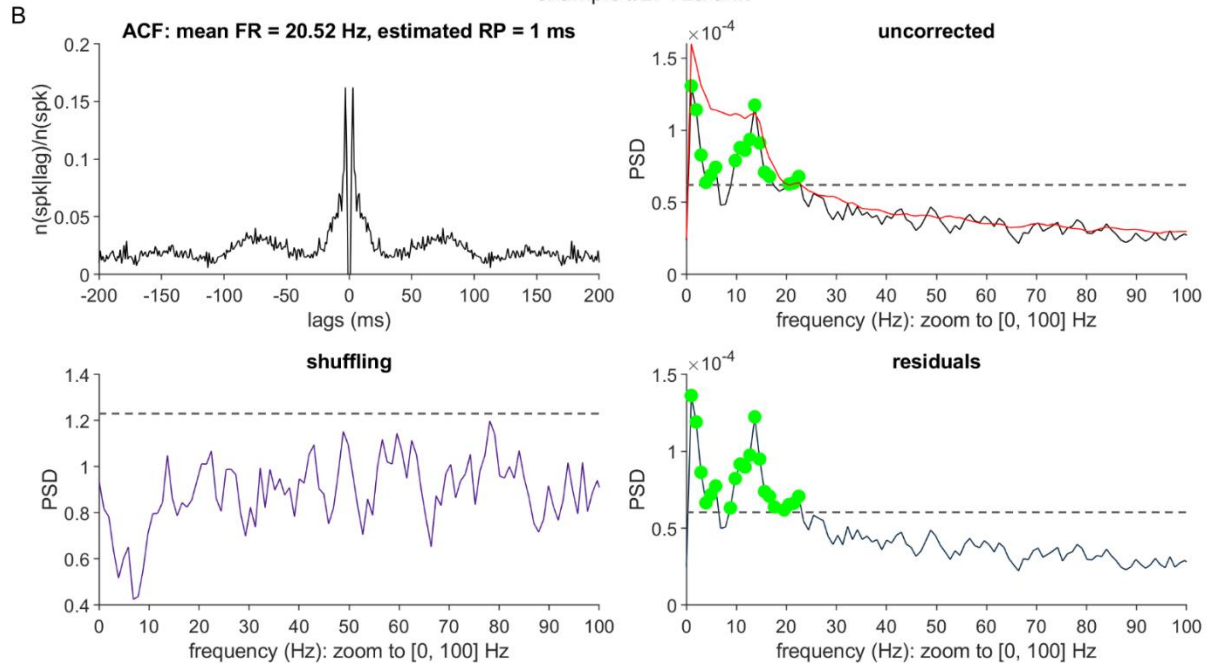 B
ACF: mean FR = 20.52 Hz, estimated RP = 1 ms
0.2
0.15
0.1
0.05
0
n(spk|lag)/n(spk)
-200 -150 -100 -50 0 50 100 150 200
lags (ms)
uncorrected
×10-4
1.5
1
0.5
0
PSD
0 10 20 30 40 50 60 70 80 90 100
frequency (Hz): zoom to [0, 100] Hz
shuffling
1.4
1.2
1
0.8
0.6
0.4
PSD
0 10 20 30 40 50 60 70 80 90 100
frequency (Hz): zoom to [0, 100] Hz
residuals
×10-4
1.5
1
0.5
0
PSD
0 10 20 30 40 50 60 70 80 90 100
frequency (Hz): zoom to [0, 100] Hz